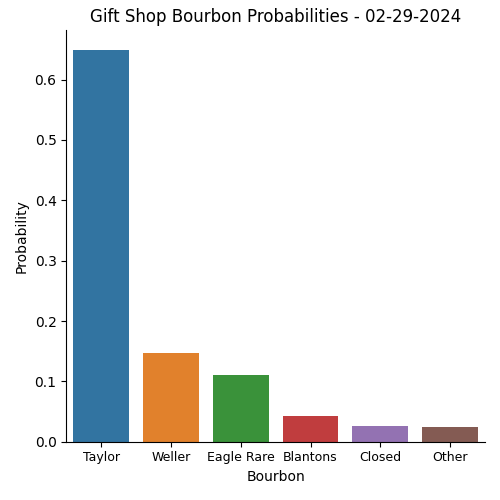 Gift Shop Bourbon Probabilities - 02-29-2024
0.6
0.5
0.4
0.3
0.2
0.1
0.0
Probability
Taylor Weller Eagle Rare Blantons Closed Other
Bourbon